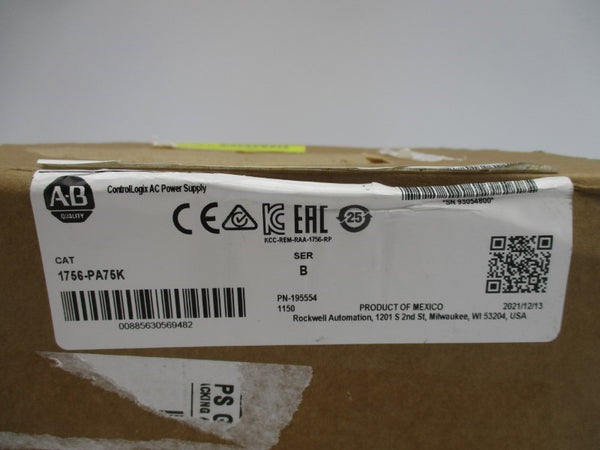 A-B
QUALITY
ControlLogix AC Power Supply
"SN 93054800"
CE
EAC
25
KCC-REM-RAA-1756-RP
CAT
1756-PA75K
SER
B
00885630569482
PN-195554
1150
PRODUCT OF MEXICO
2021/12/13
Rockwell Automation, 1201 S 2nd St, Milwaukee, WI 53204, USA
PS